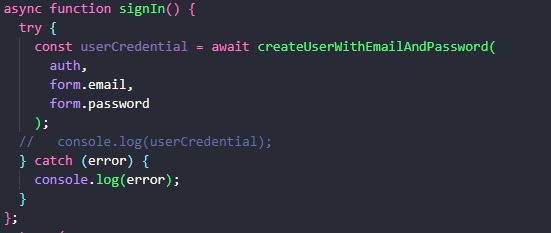 async function signIn() {
try {
const userCredential = await createUserWithEmailAndPassword(
auth,
form.email,
form.password
);
// console.log(userCredential);
} catch (error) {
console.log(error);
}
};